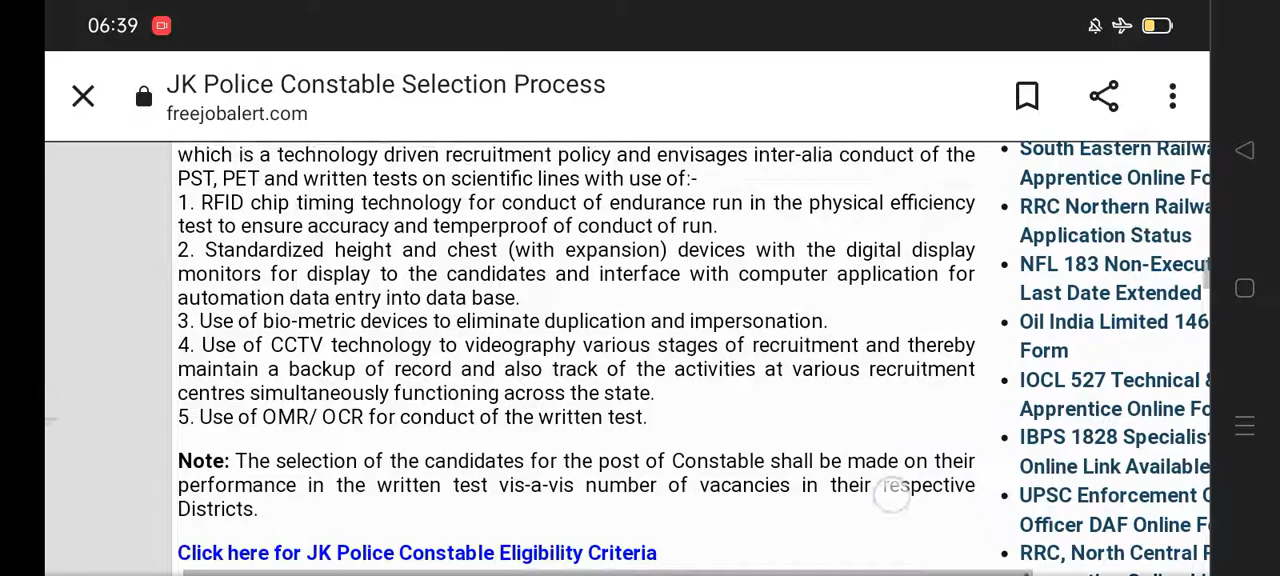 06:39
JK Police Constable Selection Process
freejobalert.com
which is a technology driven recruitment policy and envisages inter-alia conduct of the
PST, PET and written tests on scientific lines with use of:-
1. RFID chip timing technology for conduct of endurance run in the physical efficiency
test to ensure accuracy and temperproof of conduct of run.
2. Standardized height and chest (with expansion) devices with the digital display
monitors for display to the candidates and interface with computer application for
automation data entry into data base.
3. Use of bio-metric devices to eliminate duplication and impersonation.
4. Use of CCTV technology to videography various stages of recruitment and thereby
maintain a backup of record and also track of the activities at various recruitment
centres simultaneously functioning across the state.
5. Use of OMR/ OCR for conduct of the written test.
Note: The selection of the candidates for the post of Constable shall be made on their
performance in the written test vis-a-vis number of vacancies in their respective
Districts.
Click here for JK Police Constable Eligibility Criteria
South Eastern
Apprentice Online
RRC Northern
Application Status
NFL 183
Last Date Extended
Oil India Limited 146
Form
IOCL 527 Technical
Apprentice Online
IBPS 1828
Online Link Available
UPSC Enforcement
Officer DAF Online
RRC, North Central